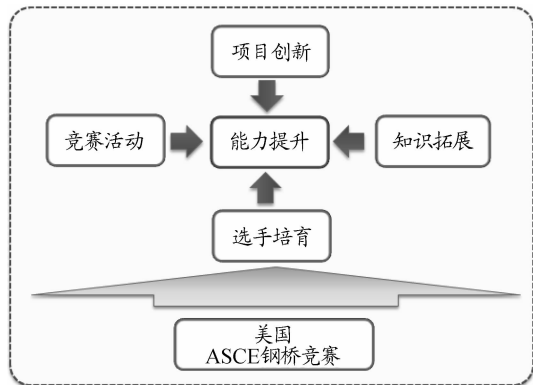 项目创新
竞赛活动
能力提升
知识拓展
选手培育
美国
ASCE钢桥竞赛